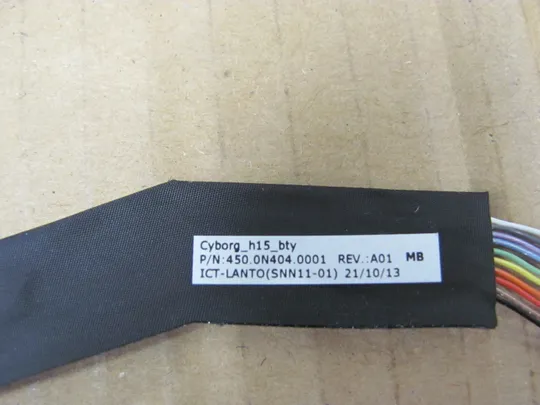 Cyborg_h15_bty
P/N:450.0N404.0001 REV.:A01 MB
ICT-LANTO(SNN11-01) 21/10/13